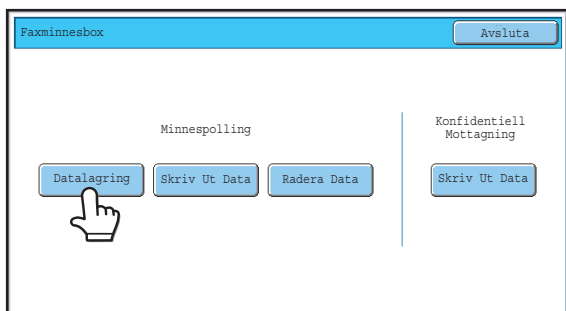 Faxminnesbox
Avsluta
Minnespolling
Konfidentiell
Mottagning
Datalagring
Skriv Ut Data
Radera Data
Skriv Ut Data